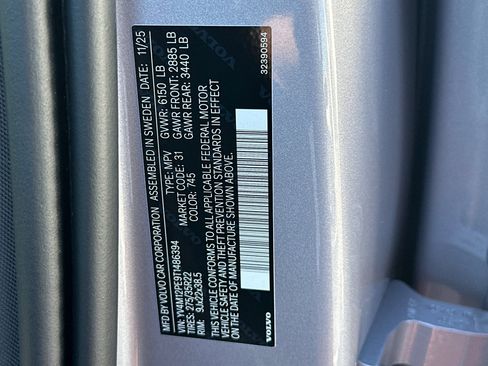 MFD BY VOLVO CAR CORPORATION ASSEMBLED IN SWEDEN DATE: 11/25
VIN: YV4M12PE9T1486394 TYPE: MPV GVWR: 6150 LB
TIRES: 275/35R22 MARKET CODE: 31 GAWR FRONT: 2885 LB
RIM: 9Jx22x38.5 COLOR: 745 GAWR REAR: 3440 LB
THIS VEHICLE CONFORMS TO ALL APPLICABLE FEDERAL MOTOR
VEHICLE SAFETY AND THEFT PREVENTION STANDARDS IN EFFECT
ON THE DATE OF MANUFACTURE SHOWN ABOVE.
VOLVO 32390594